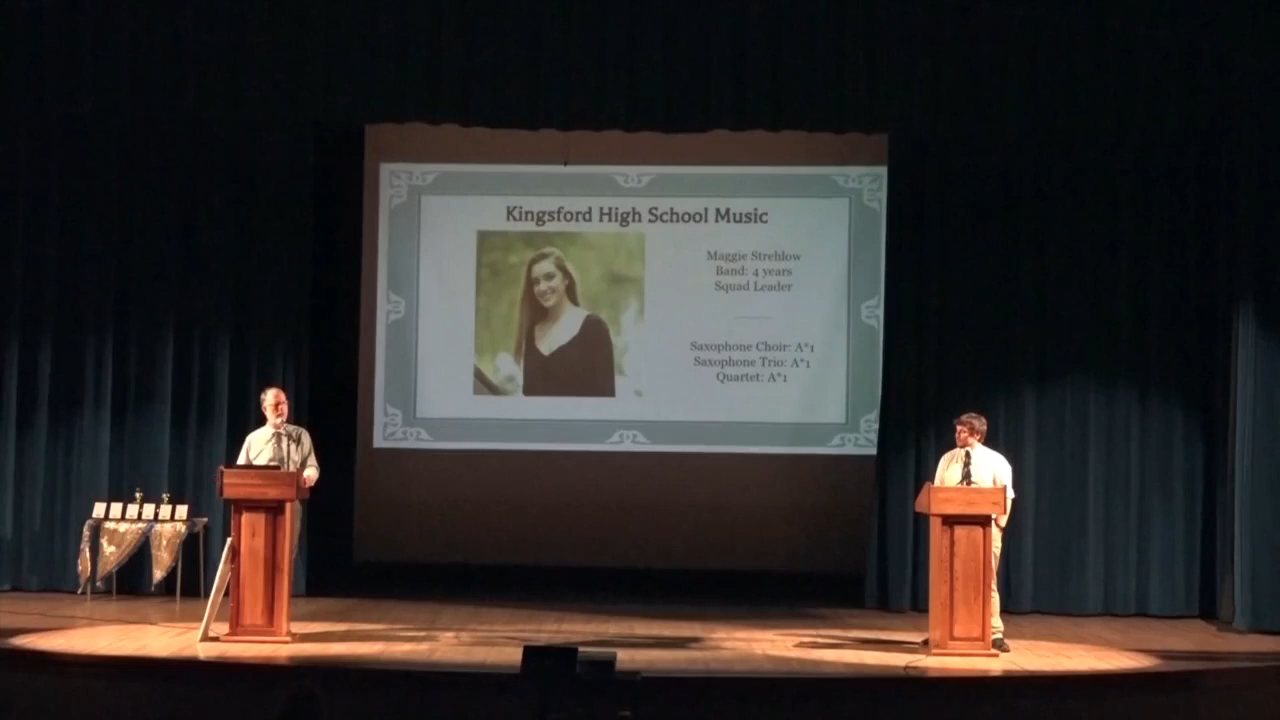 Kingsford High School Music
Maggie Strehlow
Band: 4 years
Squad Leader
Saxophone Choir: A*1
Saxophone Trio: A*1
Quartet: A*1